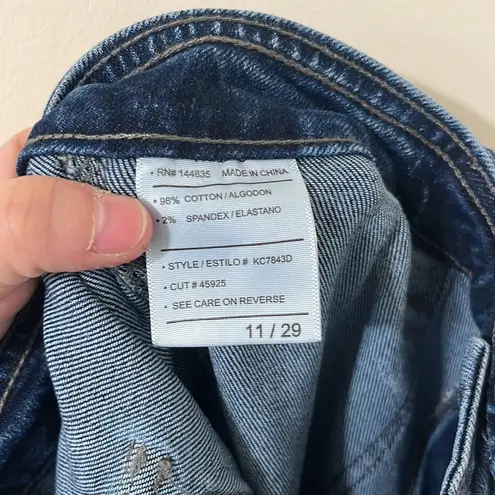 • RN# 144835 MADE IN CHINA
• 98% COTTON / ALGODON
• 2% SPANDEX / ELASTANO
• STYLE / ESTILO # KC7843D
• CUT # 45925
• SEE CARE ON REVERSE
11 / 29